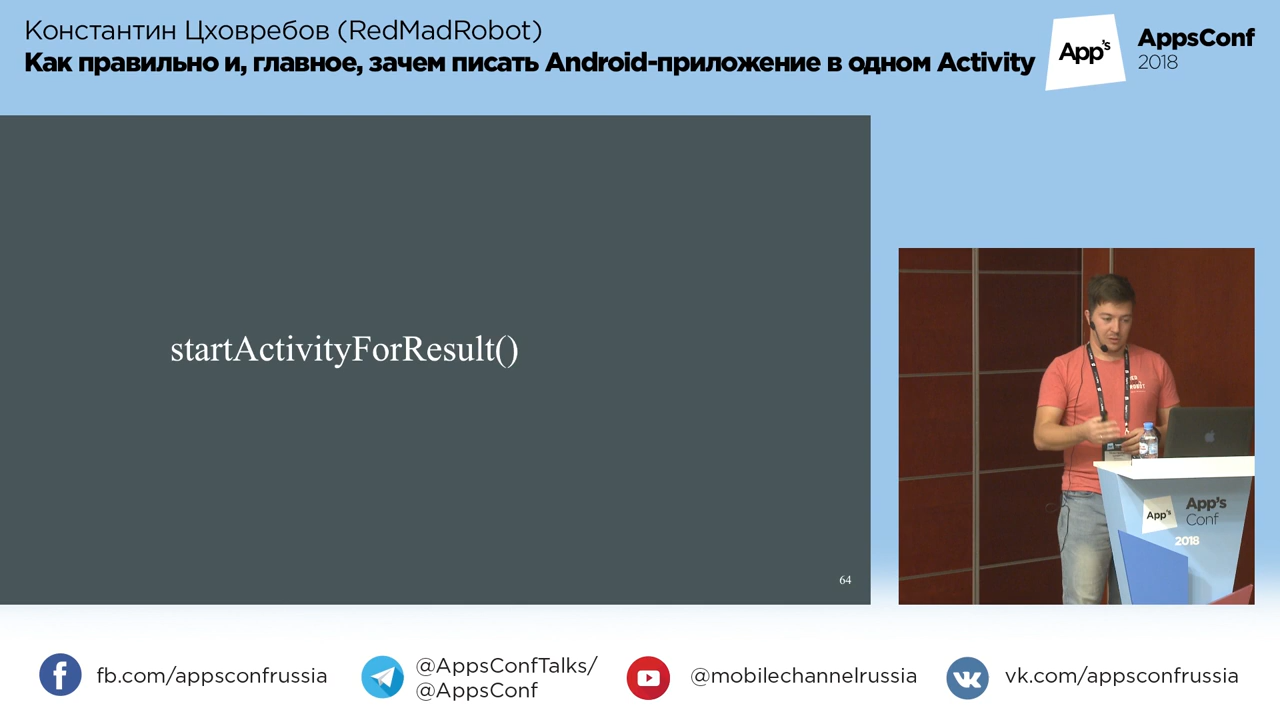 Константин Цховребов (RedMadRobot)
Как правильно и, главное, зачем писать Android-приложение в одном Activity
App's
AppsConf
2018
startActivityForResult()
64
App's
App's
Conf
2018
fb.com/appsconfrussia
@AppsConfTalks/
@AppsConf
@mobilechannelrussia
vk.com/appsconfrussia